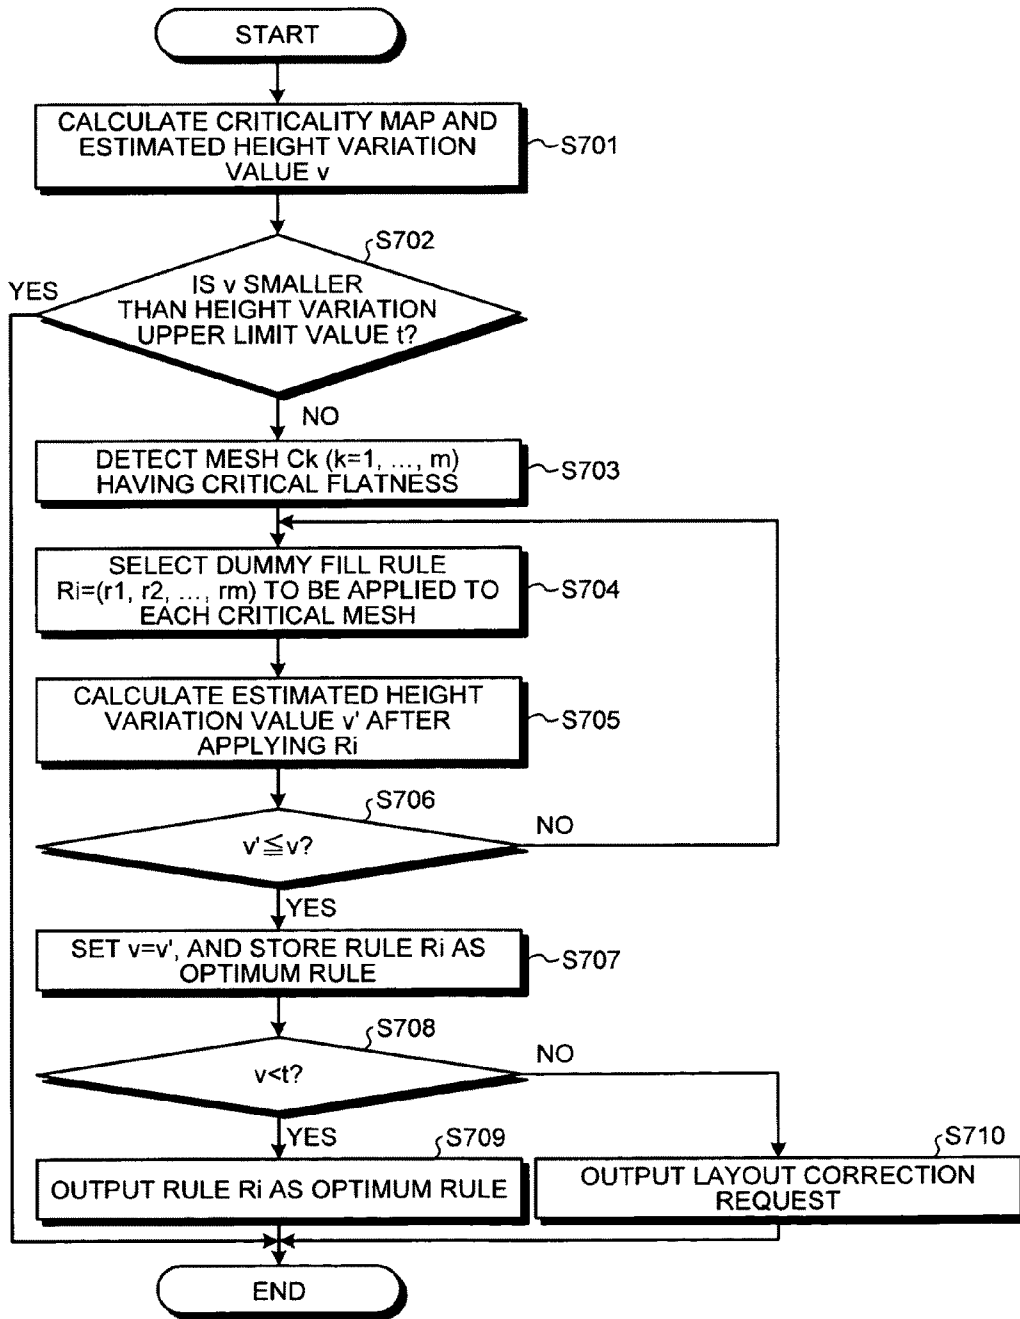 START
CALCULATE CRITICALITY MAP AND
ESTIMATED HEIGHT VARIATION
VALUE v
S701
S702
YES
IS v SMALLER
THAN HEIGHT VARIATION
UPPER LIMIT VALUE t?
NO
DETECT MESH Ck (k=1, ..., m)
HAVING CRITICAL FLATNESS
S703
SELECT DUMMY FILL RULE
Ri=(r1, r2, ..., rm) TO BE APPLIED TO
EACH CRITICAL MESH
S704
CALCULATE ESTIMATED HEIGHT
VARIATION VALUE v' AFTER
APPLYING Ri
S705
S706
v'≦v?
NO
YES
SET v=v', AND STORE RULE Ri AS
OPTIMUM RULE
S707
S708
v<t?
NO
YES
S709
OUTPUT RULE Ri AS OPTIMUM RULE
S710
OUTPUT LAYOUT CORRECTION
REQUEST
END